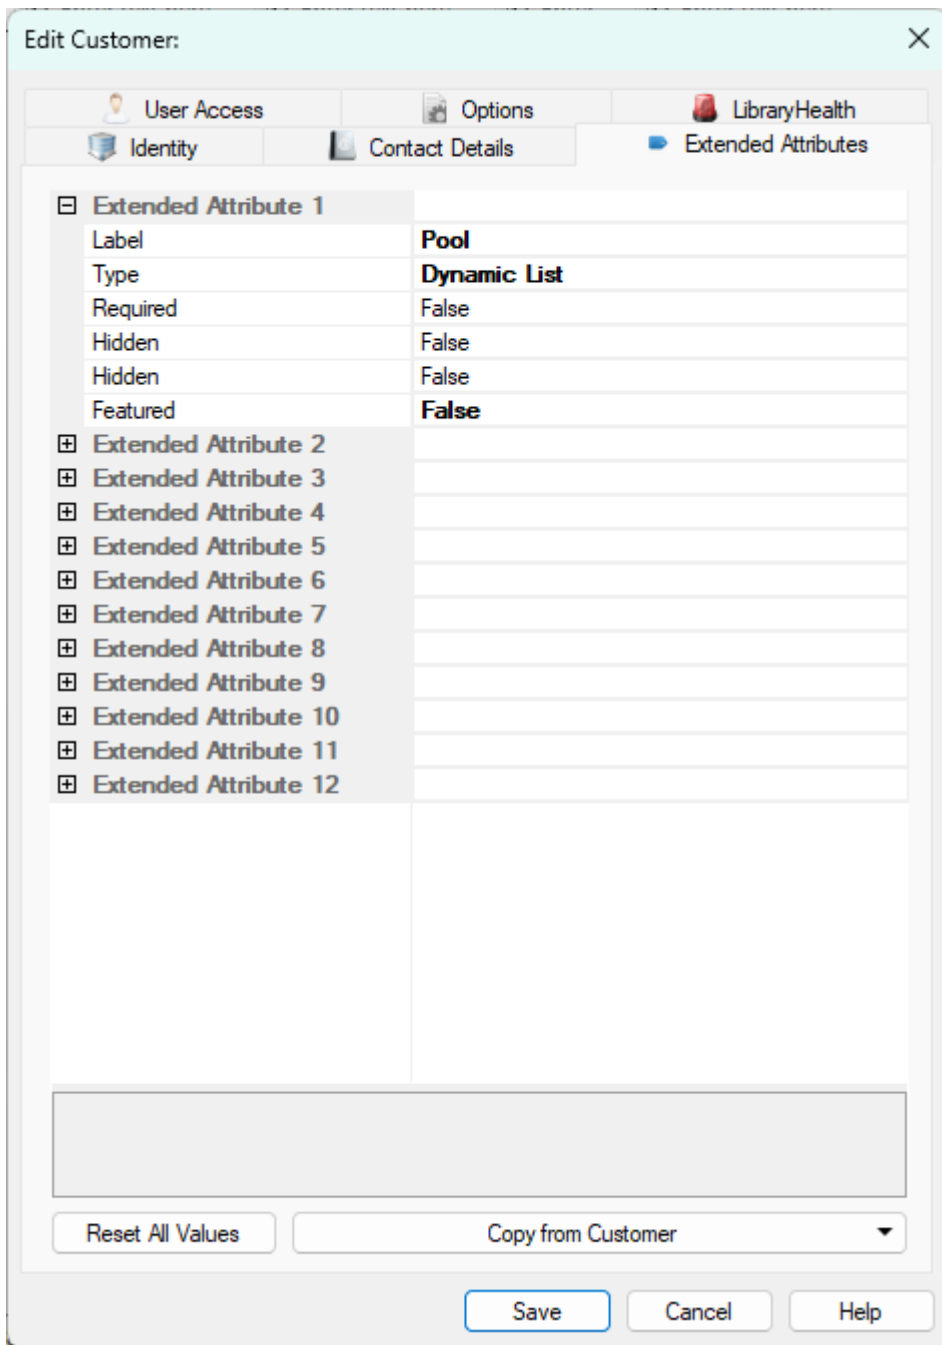 Edit Customer:
User Access Options LibraryHealth
Identity Contact Details Extended Attributes
Extended Attribute 1
Label Pool
Type Dynamic List
Required False
Hidden False
Hidden False
Featured False
Extended Attribute 2
Extended Attribute 3
Extended Attribute 4
Extended Attribute 5
Extended Attribute 6
Extended Attribute 7
Extended Attribute 8
Extended Attribute 9
Extended Attribute 10
Extended Attribute 11
Extended Attribute 12
Reset All Values Copy from Customer
Save Cancel Help